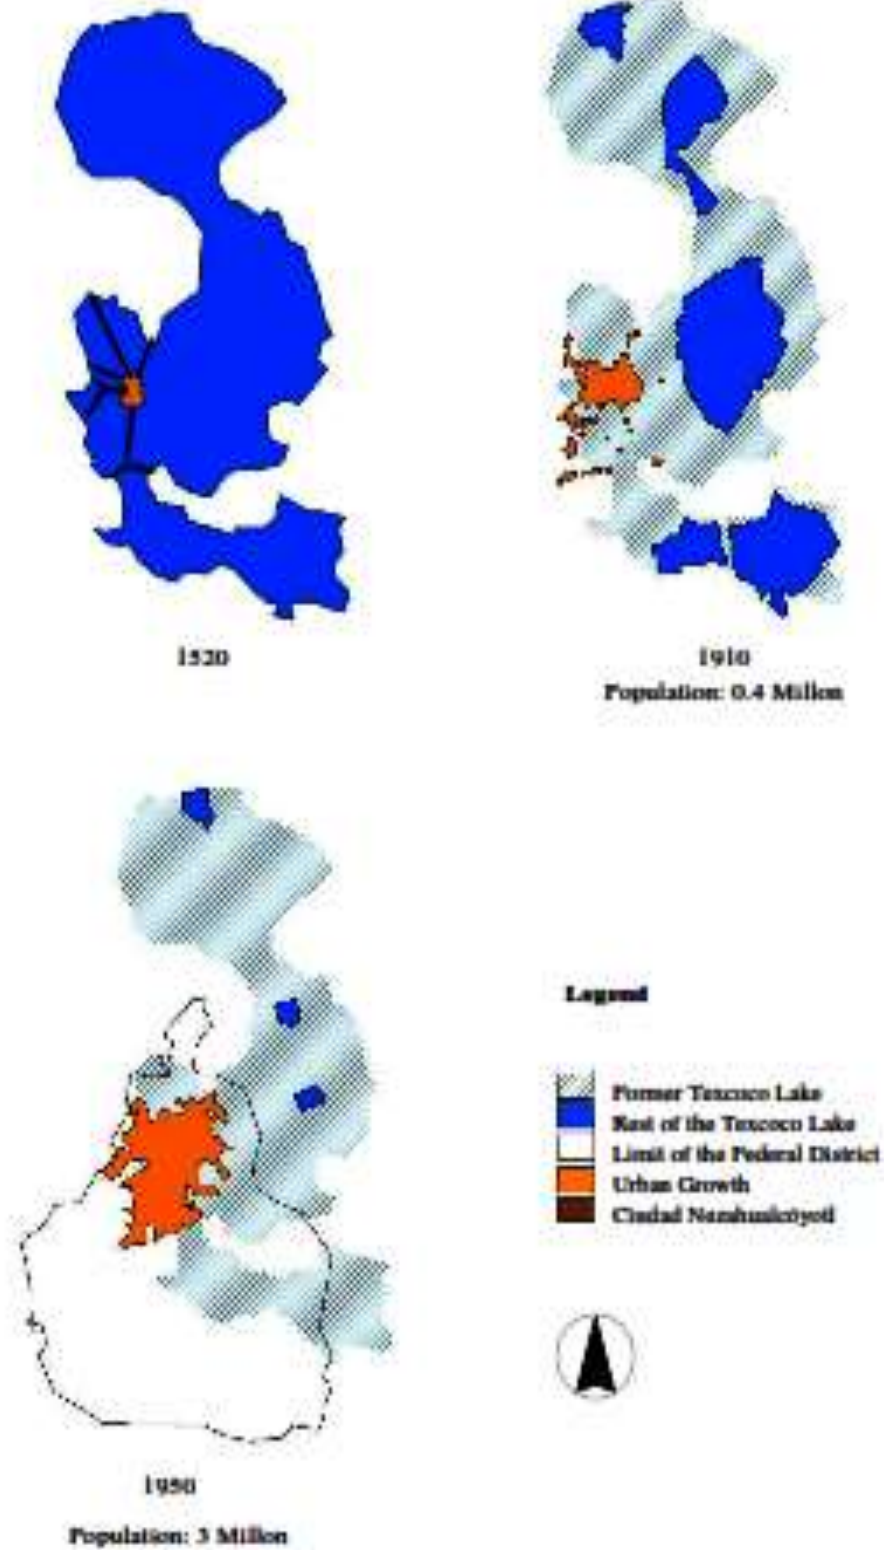 1520
1910
Population: 0.4 Millon
1950
Population: 3 Millon
Legend
Former Texcoco Lake
Rest of the Texcoco Lake
Limit of the Federal District
Urban Growth
Ciudad Nezahualcoyotl